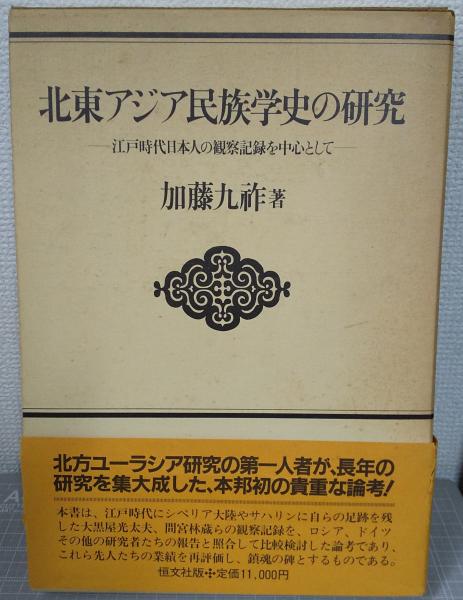 北東アジア民族学史の研究
―江戸時代日本人の観察記録を中心として―
加藤九祚著
北方ユーラシア研究の第一人者が、長年の
研究を集大成した、本邦初の貴重な論考!
本書は、江戸時代にシベリア大陸やサハリンに自らの足跡を残
した大黒屋光太夫、間宮林蔵らの観察記録を、ロシア、ドイツ
その他の研究者たちの報告と照合して比較検討した論考であり、
これら先人たちの業績を再評価し、鎮魂の碑とするものである。
恒文社版✣定価11,000円